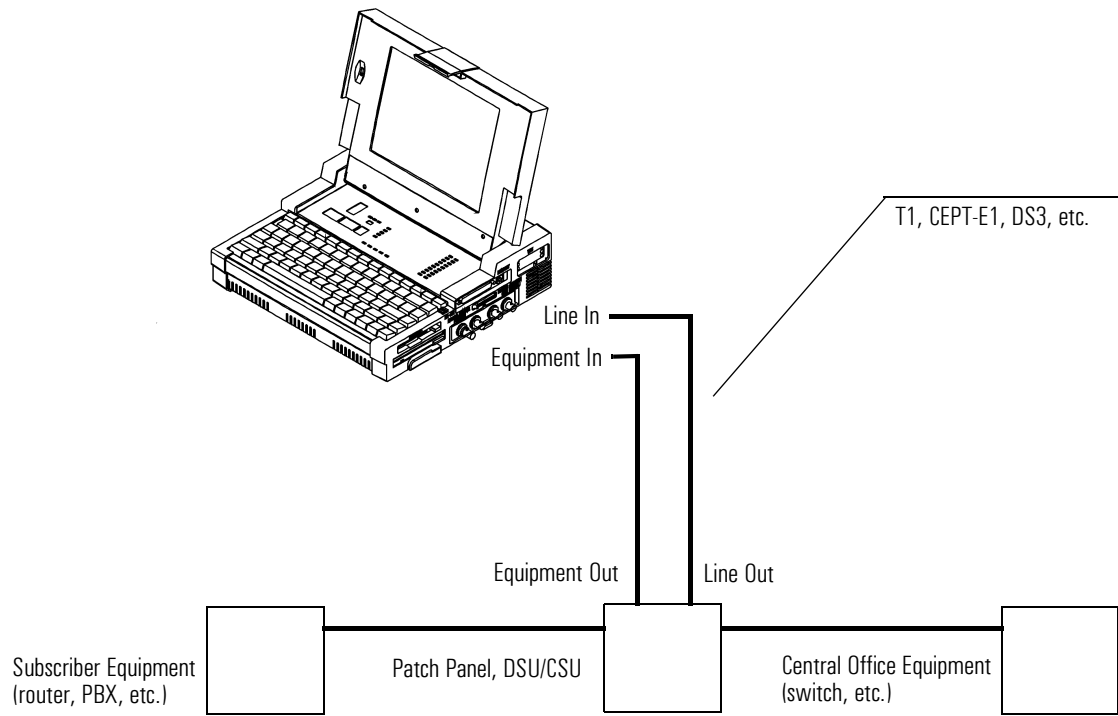 T1, CEPT-E1, DS3, etc.
Line In
Equipment In
Equipment Out
Line Out
Subscriber Equipment
(router, PBX, etc.)
Patch Panel, DSU/CSU
Central Office Equipment
(switch, etc.)